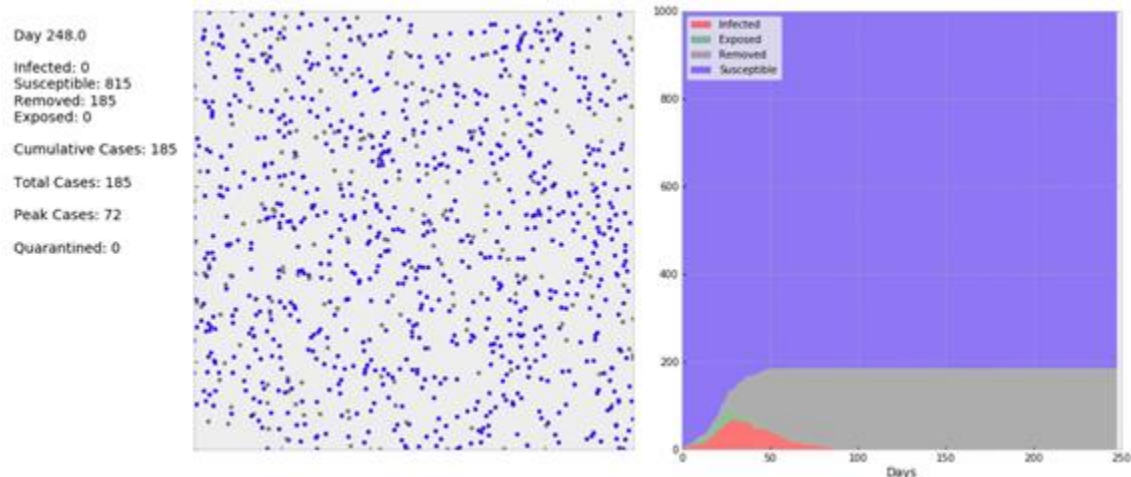 Day 248.0
Infected: 0
Susceptible: 815
Removed: 185
Exposed: 0
Cumulative Cases: 185
Total Cases: 185
Peak Cases: 72
Quarantined: 0
1000
800
600
400
200
0
Infected
Exposed
Removed
Susceptible
0 50 100 150 200 250
Days